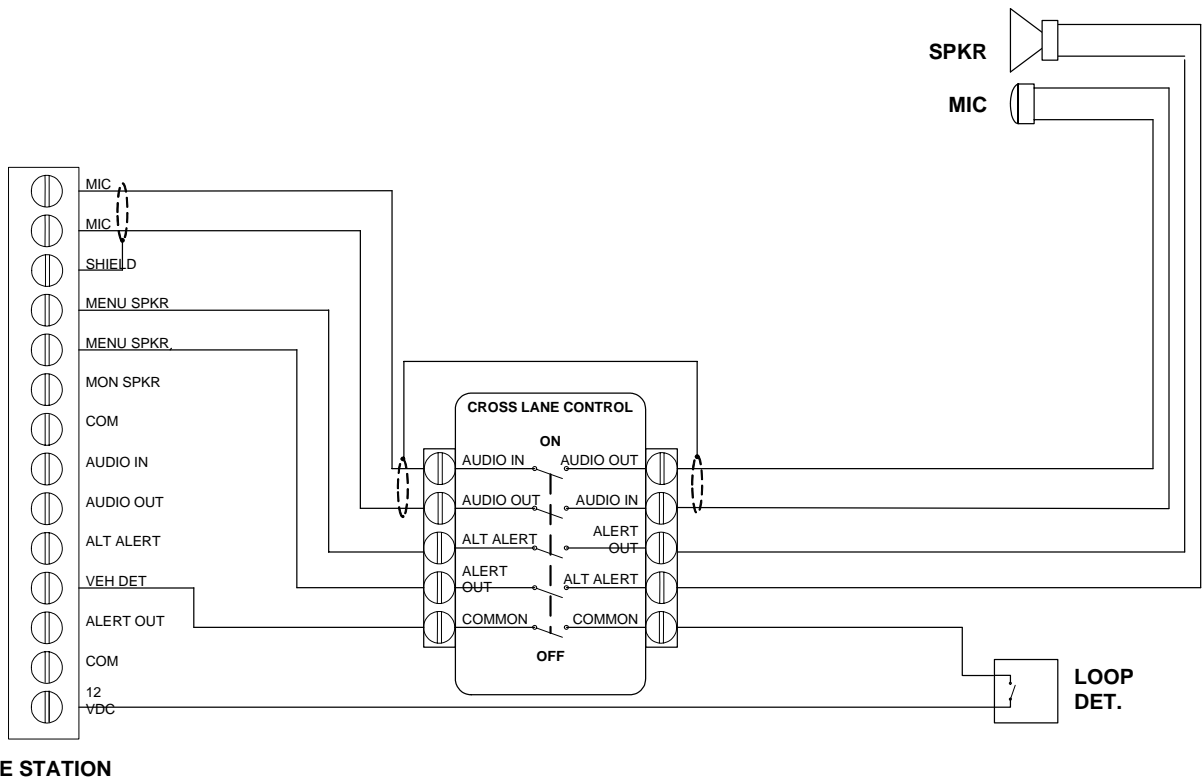 SPKR
MIC
MIC
MIC
SHIELD
MENU SPKR
MENU SPKR
MON SPKR
COM
AUDIO IN
AUDIO OUT
ALT ALERT
VEH DET
ALERT OUT
COM
12
VDC
CROSS LANE CONTROL
ON
AUDIO IN
AUDIO OUT
AUDIO OUT
AUDIO IN
ALT ALERT
ALERT
OUT
ALERT
OUT
ALT ALERT
COMMON
COMMON
OFF
LOOP
DET.
E STATION